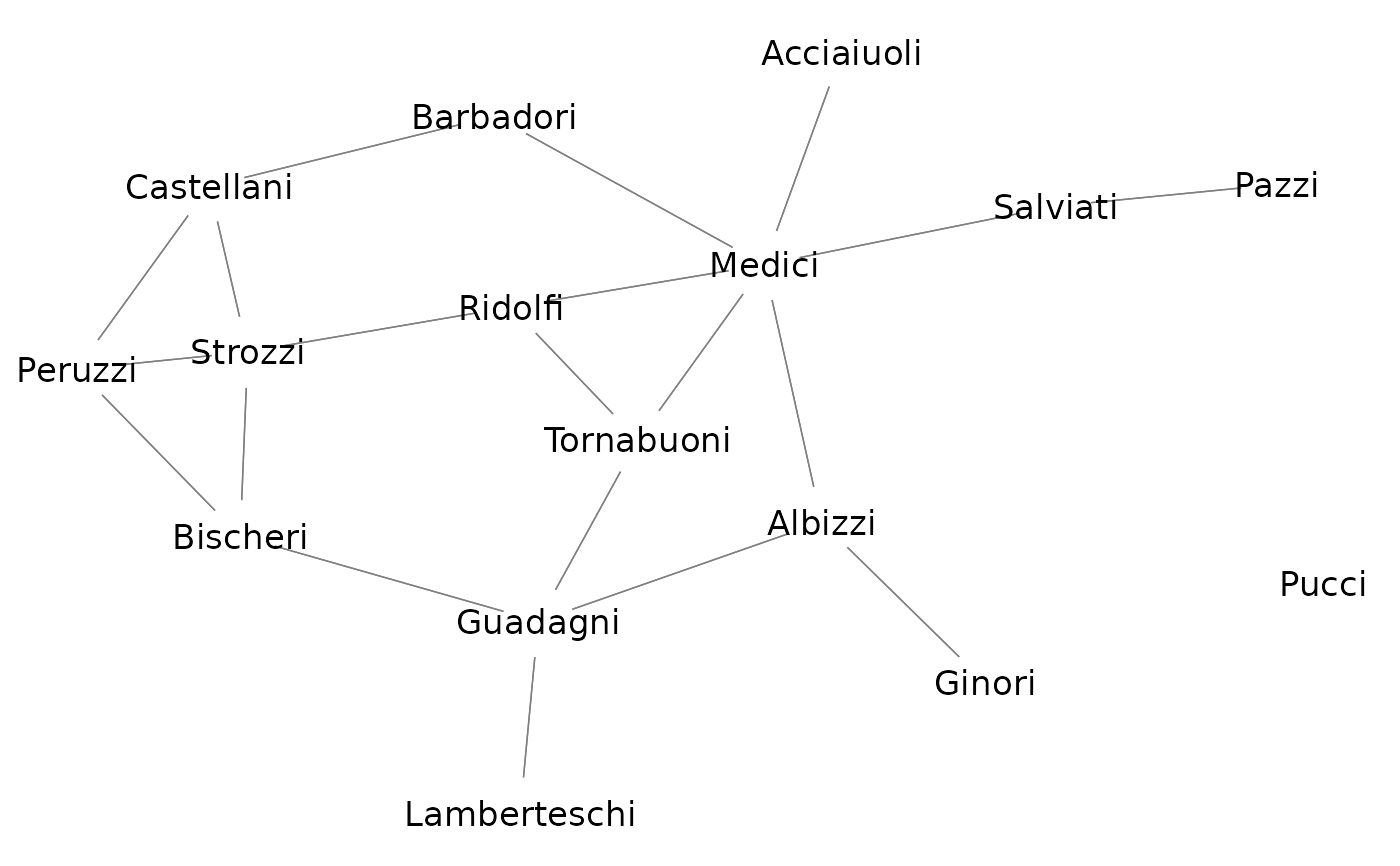 Acciaiuoli
Barbadori
Castellani
Pazzi
Salviati
Medici
Ridolfi
Strozzi
Peruzzi
Tornabuoni
Albizzi
Bischeri
Pucci
Guadagni
Ginori
Lamberteschi